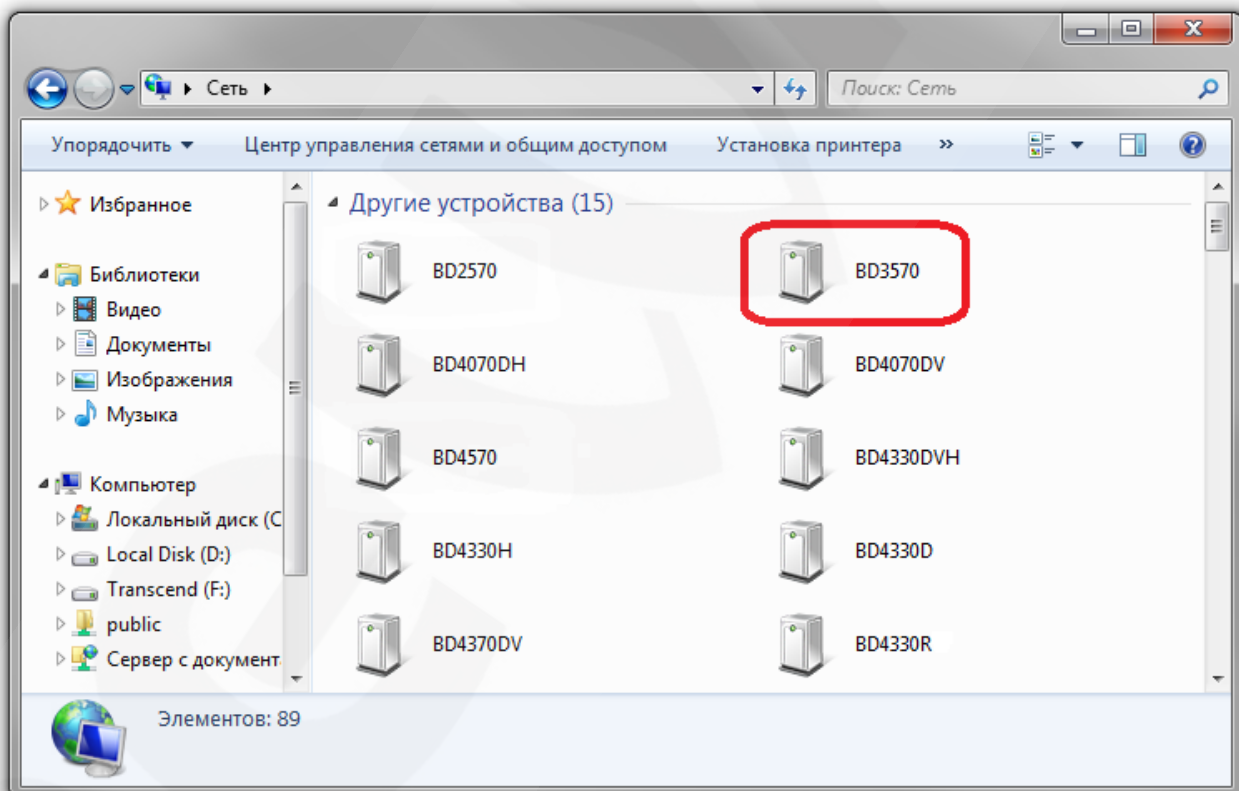 Сеть
Поиск: Сеть
Упорядочить Центр управления сетями и общим доступом Установка принтера »
Избранное
Библиотеки
Видео
Документы
Изображения
Музыка
Компьютер
Локальный диск (C
Local Disk (D:)
Transcend (F:)
public
Сервер с документ
Другие устройства (15)
BD2570 BD3570
BD4070DH BD4070DV
BD4570 BD4330DVH
BD4330H BD4330D
BD4370DV BD4330R
Элементов: 89